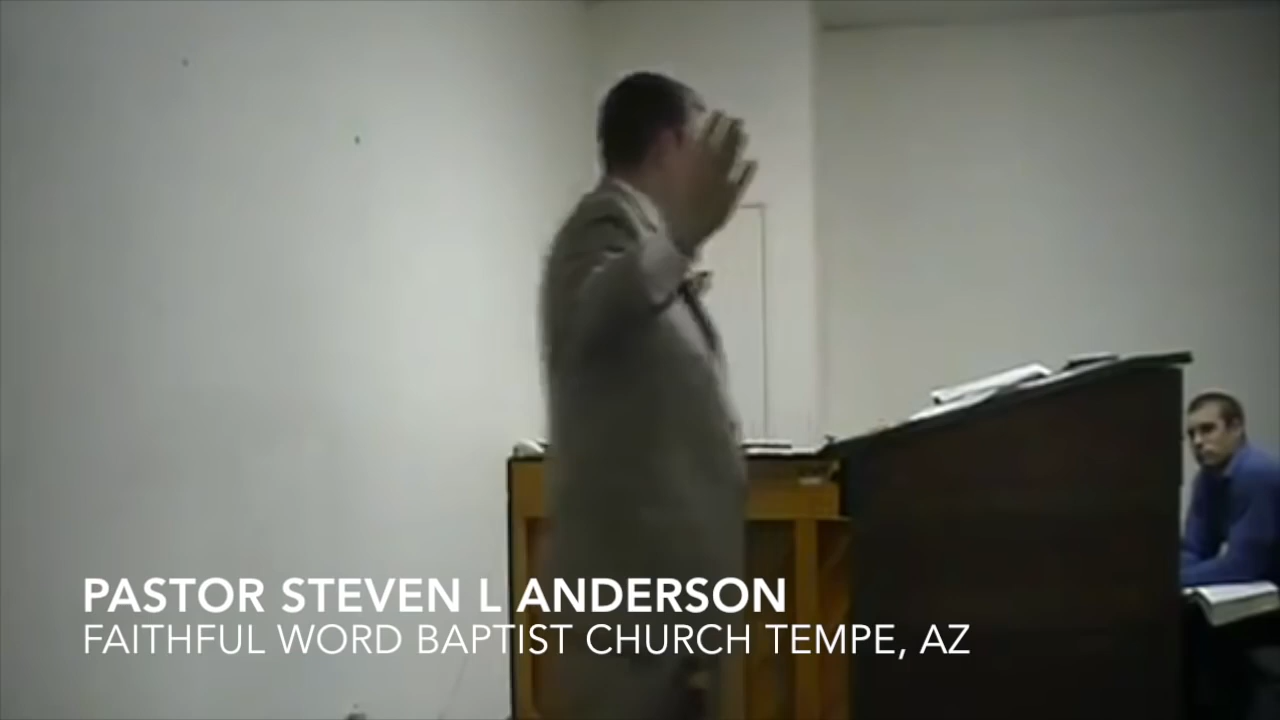 PASTOR STEVEN L ANDERSON
FAITHFUL WORD BAPTIST CHURCH TEMPE, AZ